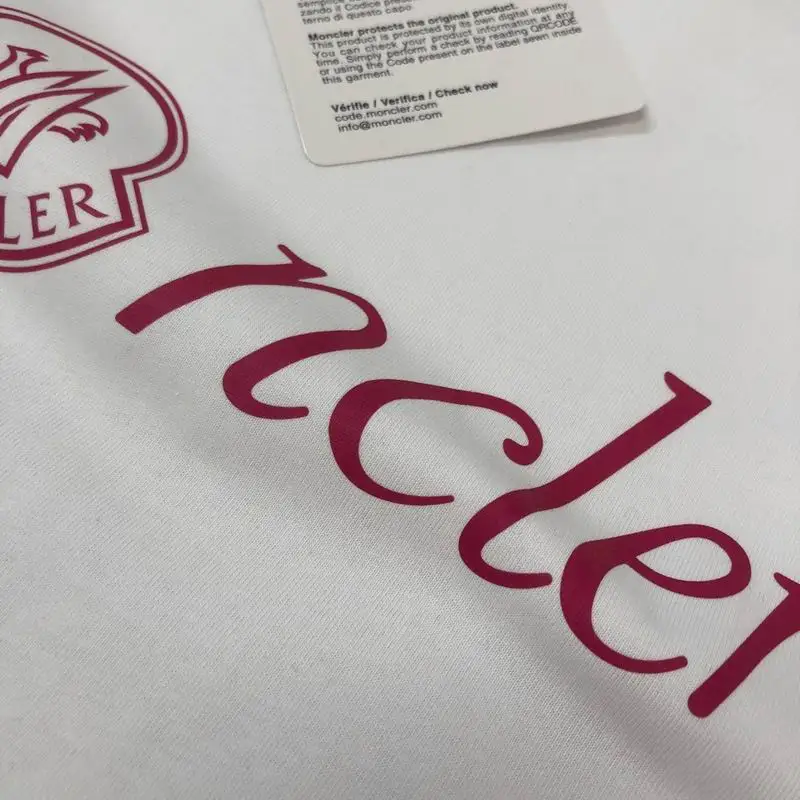 semplice
zando il Codice pres
terno di questo capo
Moncler protects the original product.
This product is protected by its own digital identity.
You can check your product information at any
time. Simply perform a check by reading QRCODE
or using the Code present on the label sewn inside
this garment.
Vérifie / Verifica / Check now
code.moncler.com
info@moncler.com
LER
ncler